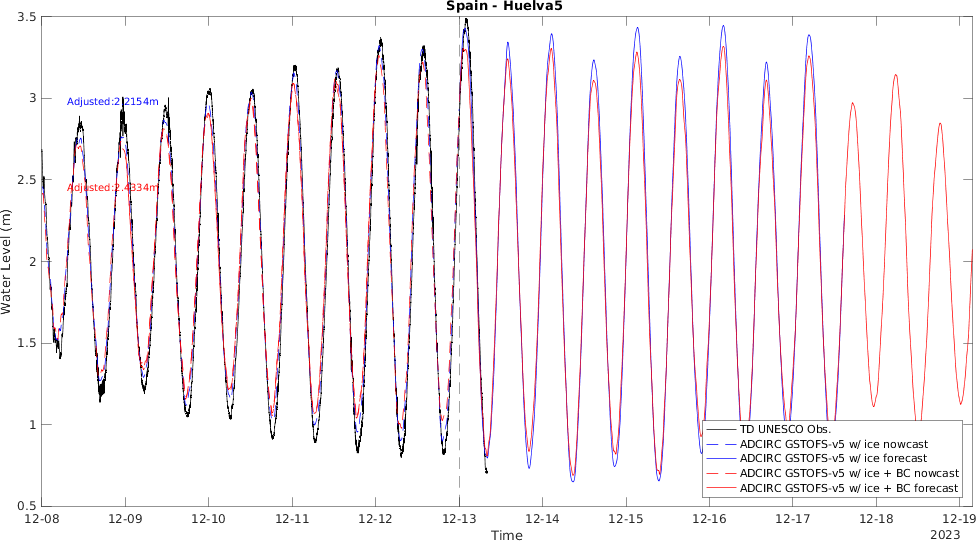 Spain - Huelva5
3.5
3
2.5
2
1.5
1
0.5
Water Level (m)
Adjusted:2.2154m
Adjusted:2.4334m
TD UNESCO Obs.
ADCIRC GSTOFS-v5 w/ ice nowcast
ADCIRC GSTOFS-v5 w/ ice forecast
ADCIRC GSTOFS-v5 w/ ice + BC nowcast
ADCIRC GSTOFS-v5 w/ ice + BC forecast
12-08 12-09 12-10 12-11 12-12 12-13 12-14 12-15 12-16 12-17 12-18 12-19
Time
2023